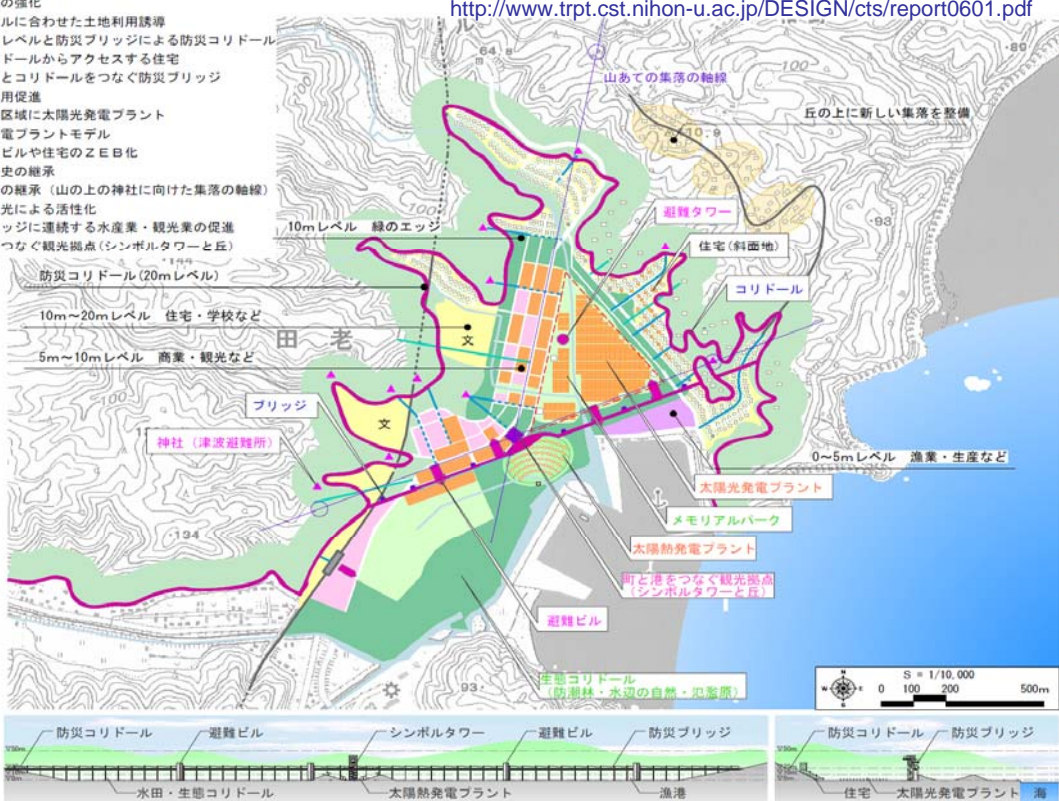 http://www.trpt.cst.nihon-u.ac.jp/DESIGN/cts/report0601.pdf
の強化
ルに合わせた土地利用誘導
レベルと防災ブリッジによる防災コリドール
ドールからアクセスする住宅
とコリドールをつなぐ防災ブリッジ
用促進
区域に太陽光発電プラント
電プラントモデル
ビルや住宅のZEB化
史の継承
の継承(山の上の神社に向けた集落の軸線)
光による活性化
ッジに連続する水産業・観光業の促進
つなぐ観光拠点(シンボルタワーと丘)
ル
64.8
89
100
山あての集落の軸線
丘の上に新しい集落を整備
10.9
93
100
100
避難タワー
10mレベル 緑のエッジ
住宅(斜面地)
防災コリドール(20mレベル)
コリドール
10m~20mレベル 住宅・学校など
田老
文
5m~10mレベル 商業・観光など
ブリッジ
文
神社(津波避難所)
0~5mレベル 漁業・生産など
太陽光発電プラント
メモリアルパーク
134
太陽熱発電プラント
町と港をつなぐ観光拠点
(シンボルタワーと丘)
避難ビル
生態コリドール
(防潮林・水辺の自然・氾濫原)
93
N
W E
S
S = 1/10,000
0 100 200 500m
防災コリドール 避難ビル シンボルタワー 避難ビル 防災ブリッジ
水田・生態コリドール 太陽熱発電プラント 漁港
防災コリドール 防災ブリッジ
住宅 太陽光発電プラント 海